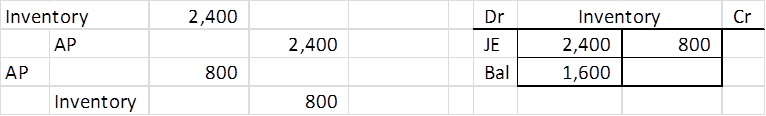 Inventory 2,400 Dr Inventory Cr
AP 2,400 JE 2,400 800
AP 800 Bal 1,600
Inventory 800